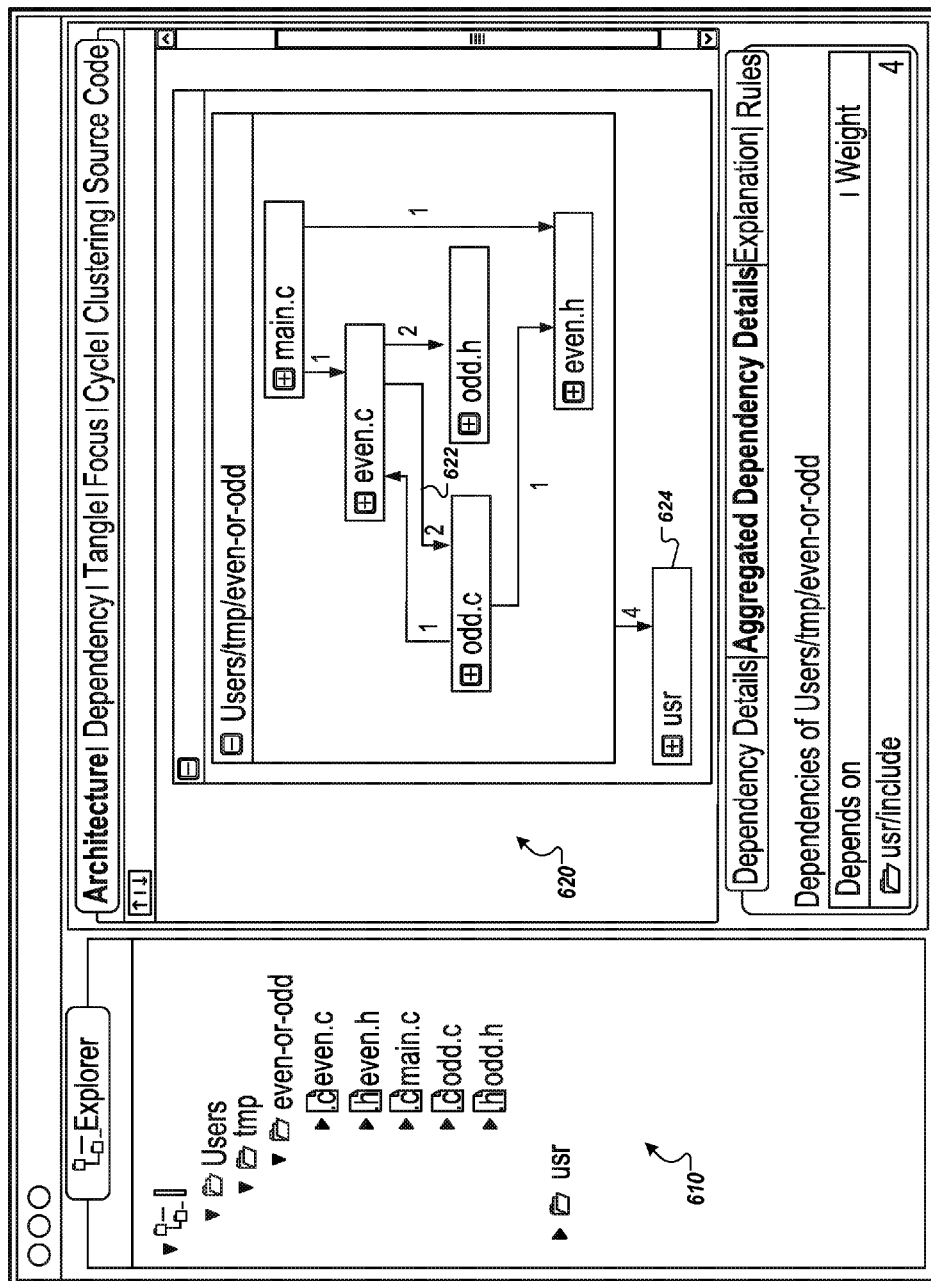 Explorer
Users
tmp
even-or-odd
.c even.c
.h even.h
.c main.c
.c odd.c
.h odd.h
usr
610
Architecture | Dependency | Tangle | Focus | Cycle | Clustering | Source Code
Users/tmp/even-or-odd
main.c
1
1
even.c
2
2
622
odd.h
odd.c
1
1
even.h
4
usr
624
620
Dependency Details | Aggregated Dependency Details | Explanation | Rules
Dependencies of Users/tmp/even-or-odd
Depends on | Weight
usr/include 4